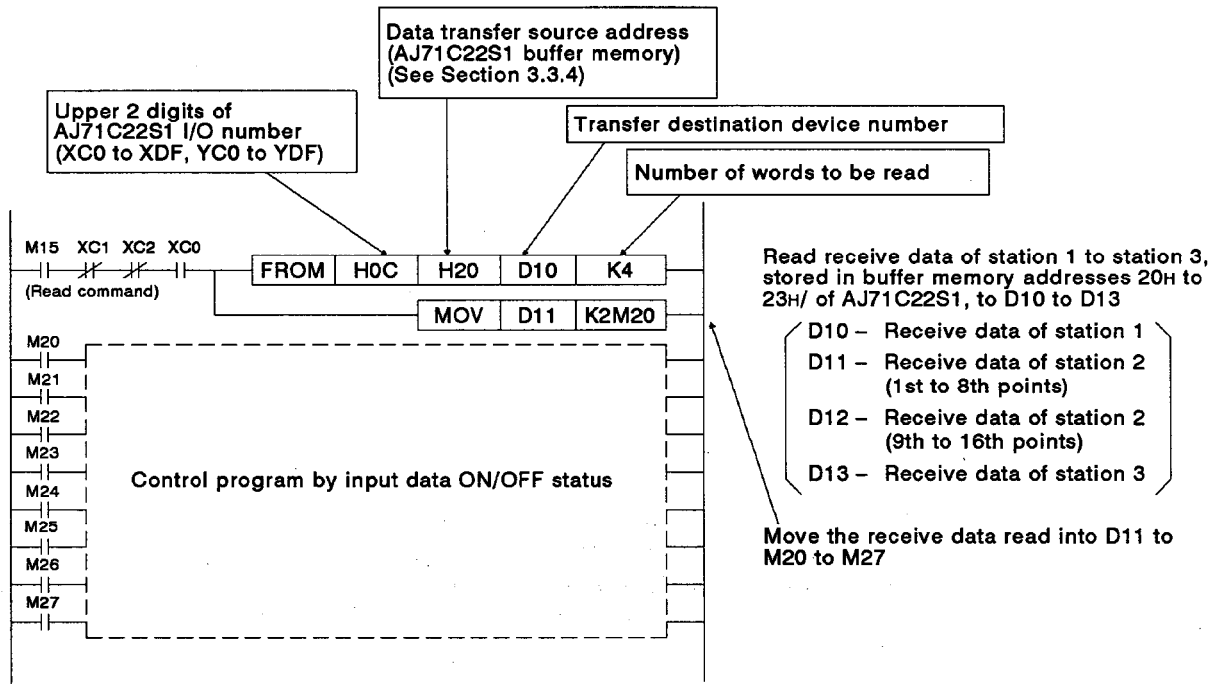 Data transfer source address
(AJ71C22S1 buffer memory)
(See Section 3.3.4)
Upper 2 digits of
AJ71C22S1 I/O number
(XC0 to XDF, YC0 to YDF)
Transfer destination device number
Number of words to be read
M15 XC1 XC2 XC0
(Read command)
FROM H0C H20 D10 K4
MOV D11 K2M20
M20
M21
M22
M23
M24
M25
M26
M27
Control program by input data ON/OFF status
Read receive data of station 1 to station 3,
stored in buffer memory addresses 20H to
23H/ of AJ71C22S1, to D10 to D13
D10 – Receive data of station 1
D11 – Receive data of station 2
(1st to 8th points)
D12 – Receive data of station 2
(9th to 16th points)
D13 – Receive data of station 3
Move the receive data read into D11 to
M20 to M27